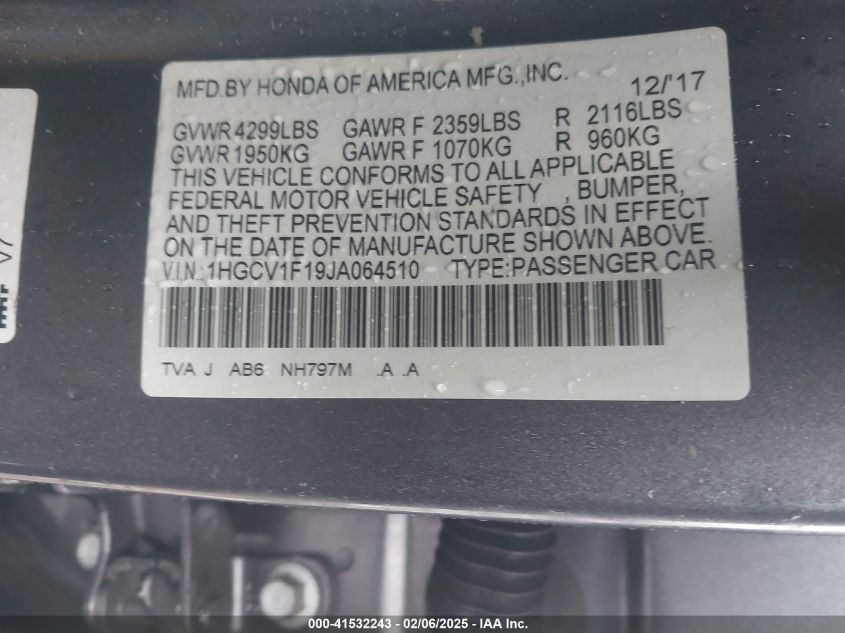 MFD.BY HONDA OF AMERICA MFG.,INC. 12/'17
GVWR 4299LBS GAWR F 2359LBS R 2116LBS
GVWR 1950KG GAWR F 1070KG R 960KG
THIS VEHICLE CONFORMS TO ALL APPLICABLE
FEDERAL MOTOR VEHICLE SAFETY , BUMPER,
AND THEFT PREVENTION STANDARDS IN EFFECT
ON THE DATE OF MANUFACTURE SHOWN ABOVE.
V.I.N.:1HGCV1F19JA064510 TYPE:PASSENGER CAR
TVA J AB6 NH797M .A .A
000-41532243 - 02/06/2025 - IAA Inc.